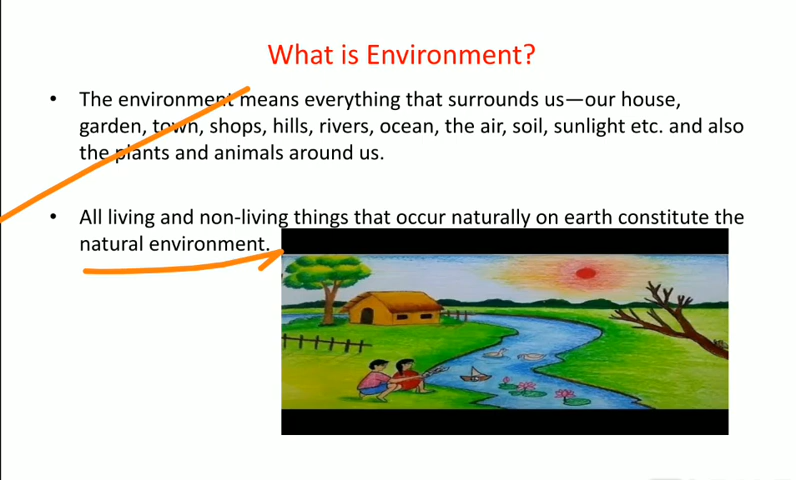 What is Environment?
• The environment means everything that surrounds us—our house,
garden, town, shops, hills, rivers, ocean, the air, soil, sunlight etc. and also
the plants and animals around us.
• All living and non-living things that occur naturally on earth constitute the
natural environment.